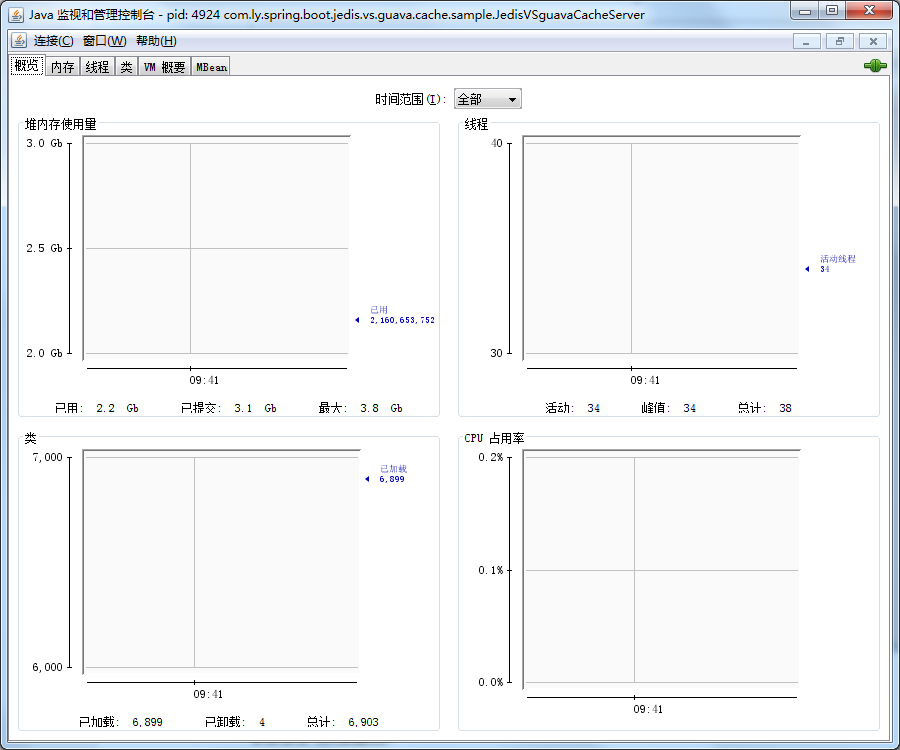 Java 监视和管理控制台 - pid: 4924 com.ly.spring.boot.jedis.vs.guava.cache.sample.JedisVSguavaCacheServer
连接(C) 窗口(W) 帮助(H)
概览 内存 线程 类 VM 概要 MBean
时间范围(I): 全部
堆内存使用量
3.0 Gb
2.5 Gb
2.0 Gb
已用
2,160,653,752
09:41
已用: 2.2 Gb 已提交: 3.1 Gb 最大: 3.8 Gb
线程
40
30
活动线程
34
09:41
活动: 34 峰值: 34 总计: 38
类
7,000
6,000
已加载
6,899
09:41
已加载: 6,899 已卸载: 4 总计: 6,903
CPU 占用率
0.2%
0.1%
0.0%
09:41